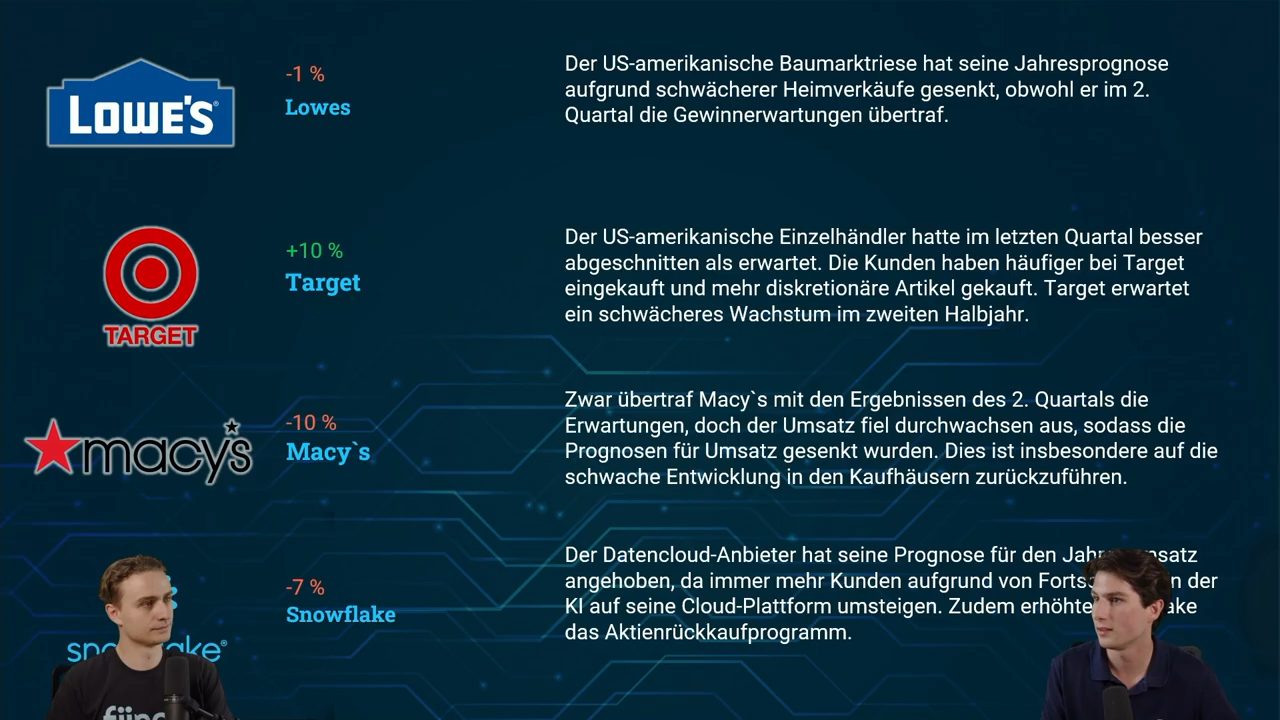 LOWE'S®
-1 %
Lowes
Der US-amerikanische Baumarktriese hat seine Jahresprognose
aufgrund schwächerer Heimverkäufe gesenkt, obwohl er im 2.
Quartal die Gewinnerwartungen übertraf.
TARGET
+10 %
Target
Der US-amerikanische Einzelhändler hatte im letzten Quartal besser
abgeschnitten als erwartet. Die Kunden haben häufiger bei Target
eingekauft und mehr diskretionäre Artikel gekauft. Target erwartet
ein schwächeres Wachstum im zweiten Halbjahr.
macy's
-10 %
Macy`s
Zwar übertraf Macy`s mit den Ergebnissen des 2. Quartals die
Erwartungen, doch der Umsatz fiel durchwachsen aus, sodass die
Prognosen für Umsatz gesenkt wurden. Dies ist insbesondere auf die
schwache Entwicklung in den Kaufhäusern zurückzuführen.
-7 %
Snowflake
Der Datencloud-Anbieter hat seine Prognose für den
angehoben, da immer mehr Kunden aufgrund von der
KI auf seine Cloud-Plattform umsteigen. Zudem erhöhte
das Aktienrückkaufprogramm.